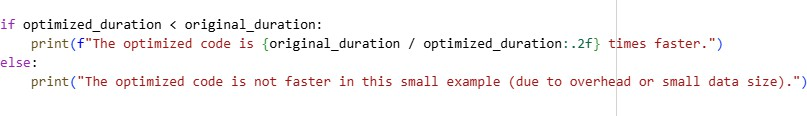 if optimized_duration < original_duration:
    print(f"The optimized code is {original_duration / optimized_duration:.2f} times faster.")
else:
    print("The optimized code is not faster in this small example (due to overhead or small data size).")